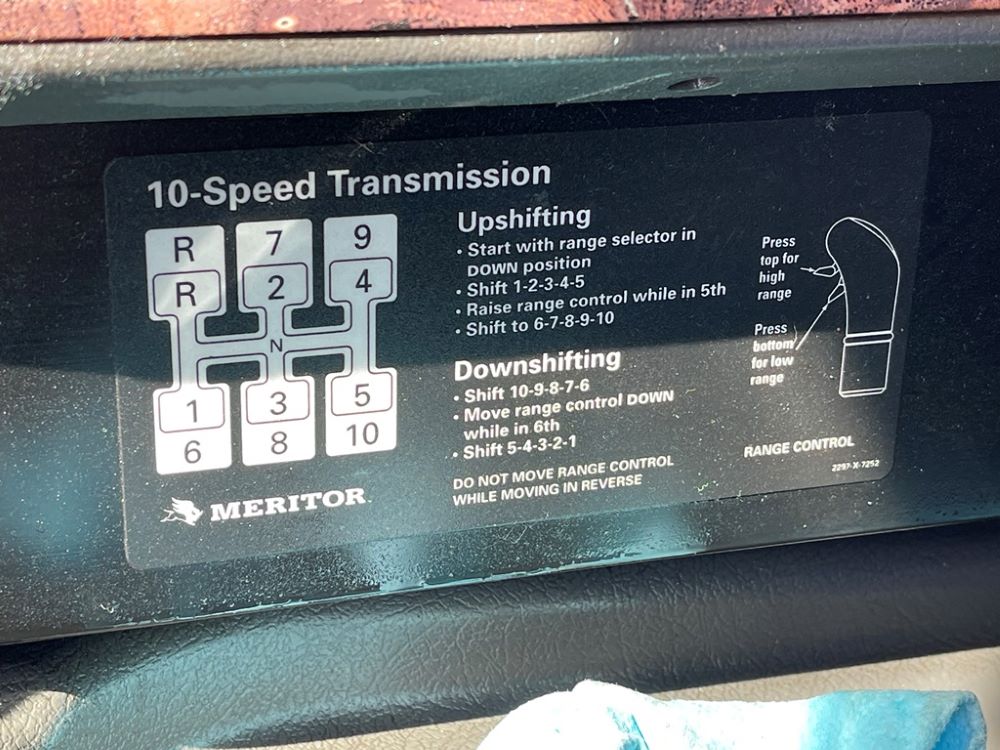 10-Speed Transmission
R 7 9
R 2 4
N
1 3 5
6 8 10
MERITOR
Upshifting
• Start with range selector in
DOWN position
• Shift 1-2-3-4-5
• Raise range control while in 5th
• Shift to 6-7-8-9-10
Downshifting
• Shift 10-9-8-7-6
• Move range control DOWN
while in 6th
• Shift 5-4-3-2-1
DO NOT MOVE RANGE CONTROL
WHILE MOVING IN REVERSE
Press
top for
high
range
Press
bottom
for low
range
RANGE CONTROL
2297-X-7252